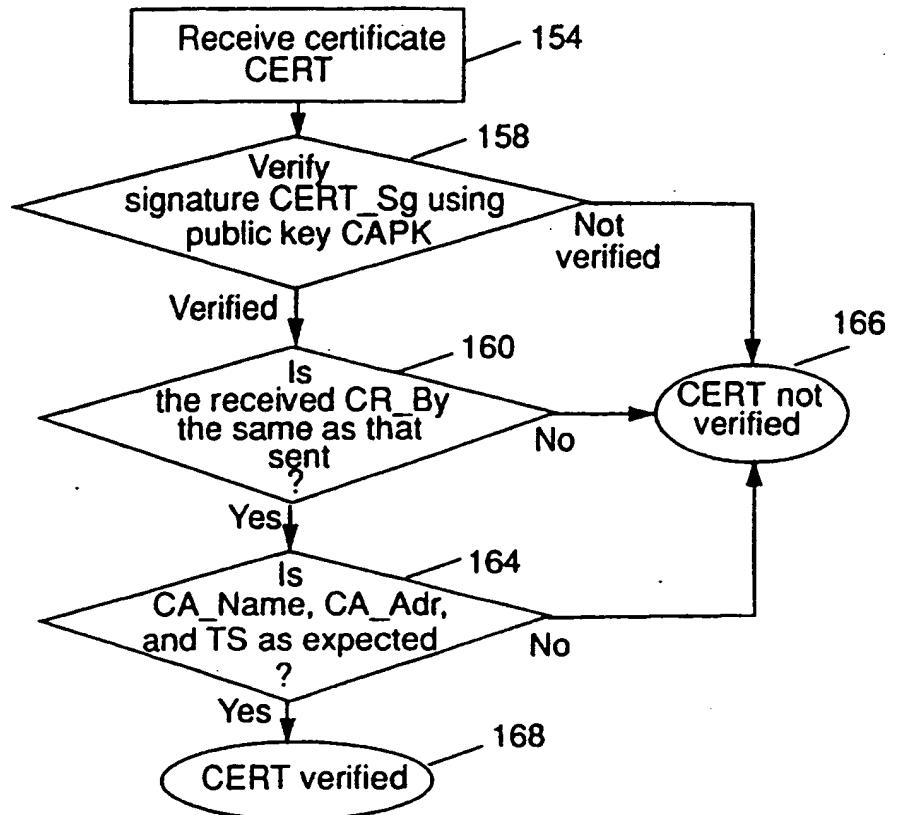 Receive certificate
CERT
154
158
Verify
signature CERT_Sg using
public key CAPK
Not
verified
Verified
160
166
Is
the received CR_By
the same as that
sent
?
No
CERT not
verified
Yes
164
Is
CA_Name, CA_Adr,
and TS as expected
?
No
Yes
168
CERT verified